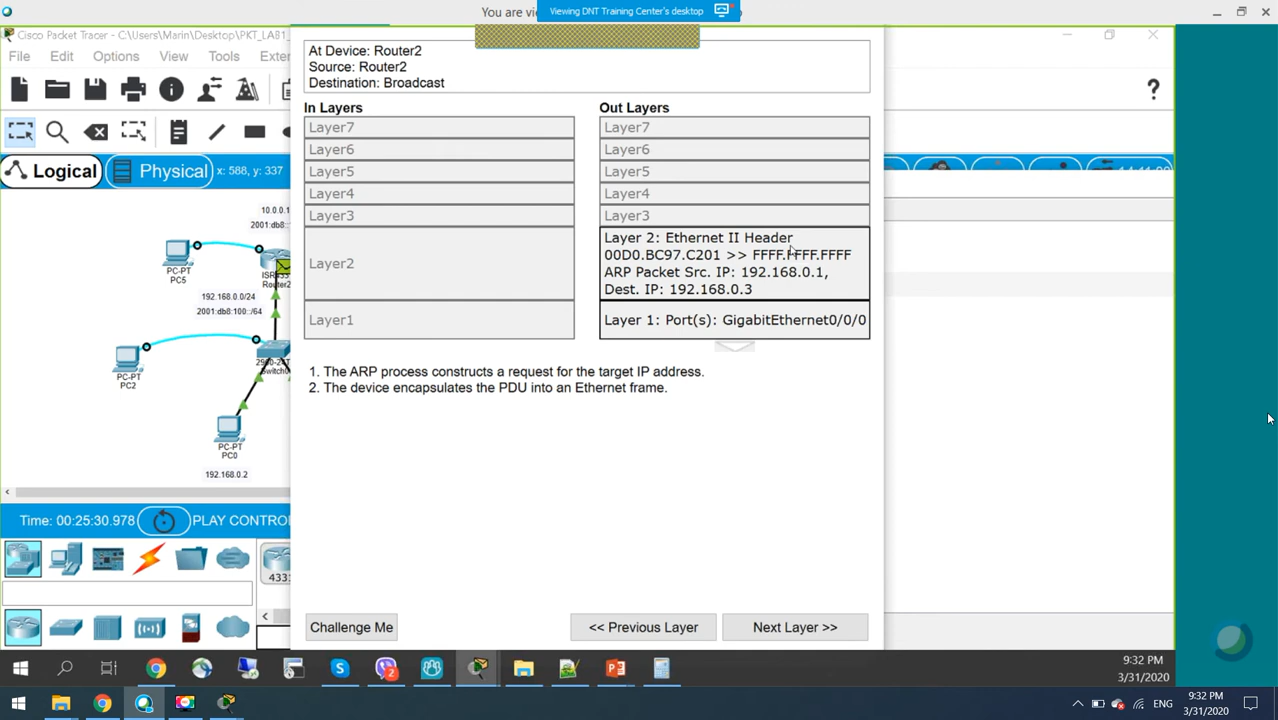 You are vie
Viewing DNT Training Center's desktop
Cisco Packet Tracer - C:\Users\Marin\Desktop\PKT_LAB1
File Edit Options View Tools Exter
Logical
Physical
x: 588, y: 337
10.0.0.1
2001:db8:
PC-PT
PC5
ISR4331
Router2
192.168.0.0/24
2001:db8:100::/64
PC-PT
PC2
Switch0
PC-PT
PC0
192.168.0.2
Time: 00:25:30.978
PLAY CONTRO
4331
At Device: Router2
Source: Router2
Destination: Broadcast
In Layers
Layer7
Layer6
Layer5
Layer4
Layer3
Layer2
Layer1
Out Layers
Layer7
Layer6
Layer5
Layer4
Layer3
Layer 2: Ethernet II Header
00D0.BC97.C201 >> FFFF.FFFF.FFFF
ARP Packet Src. IP: 192.168.0.1,
Dest. IP: 192.168.0.3
Layer 1: Port(s): GigabitEthernet0/0/0
1. The ARP process constructs a request for the target IP address.
2. The device encapsulates the PDU into an Ethernet frame.
Challenge Me
<< Previous Layer
Next Layer >>
?
9:32 PM
3/31/2020
ENG
9:32 PM
3/31/2020